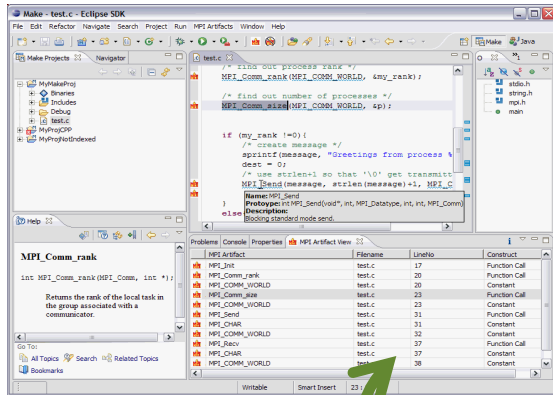 Make - test.c - Eclipse SDK
File Edit Refactor Navigate Search Project Run MPI Artifacts Window Help
Make Java
Make Projects Navigator
MyMakeProj
Binaries
Includes
Debug
test.c
MyProjCPP
MyProjNotIndexed
test.c
/* find out process rank */
MPI_Comm_rank(MPI_COMM_WORLD, &my_rank);
/* find out number of processes */
MPI_Comm_size(MPI_COMM_WORLD, &p);
if (my_rank !=0){
/* create message */
sprintf(message, "Greetings from process %
dest = 0;
/* use strlen+1 so that '\0' get transmitt
MPI_Send(message, strlen(message)+1, MPI_C
}
else
Name: MPI_Send
Protoype: int MPI_Send(void*, int, MPI_Datatype, int, int, MPI_Comm)
Description:
Blocking standard mode send.
stdio.h
string.h
mpi.h
main
Help
MPI_Comm_rank
int MPI_Comm_rank(MPI_Comm, int *);
Returns the rank of the local task in
the group associated with a
communicator.
Go To:
All Topics Search Related Topics
Bookmarks
Problems Console Properties MPI Artifact View
MPI Artifact Filename LineNo Construct
MPI_Init test.c 17 Function Call
MPI_Comm_rank test.c 20 Function Call
MPI_COMM_WORLD test.c 20 Constant
MPI_Comm_size test.c 23 Function Call
MPI_COMM_WORLD test.c 23 Constant
MPI_Send test.c 31 Function Call
MPI_CHAR test.c 31 Constant
MPI_COMM_WORLD test.c 32 Constant
MPI_Recv test.c 37 Function Call
MPI_CHAR test.c 37 Constant
MPI_COMM_WORLD test.c 38 Constant
Writable Smart Insert 23 :